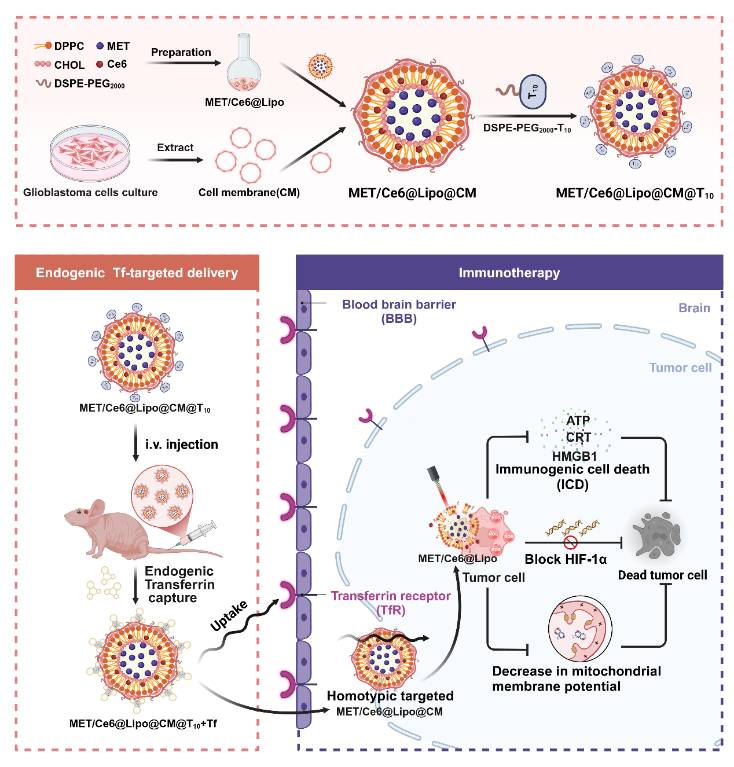 DPPC
MET
CHOL
Ce6
DSPE-PEG2000
Preparation
MET/Ce6@Lipo
Glioblastoma cells culture
Extract
Cell membrane(CM)
MET/Ce6@Lipo@CM
T10
DSPE-PEG2000-T10
MET/Ce6@Lipo@CM@T10
Endogenic Tf-targeted delivery
MET/Ce6@Lipo@CM@T10
i.v. injection
Endogenic
Transferrin
capture
MET/Ce6@Lipo@CM@T10+Tf
Uptake
Immunotherapy
Blood brain barrier
(BBB)
Brain
Tumor cell
ATP
CRT
HMGB1
Immunogenic cell death
(ICD)
MET/Ce6@Lipo
Tumor cell
Block HIF-1α
Dead tumor cell
Transferrin receptor
(TfR)
Decrease in mitochondrial
membrane potential
Homotypic targeted
MET/Ce6@Lipo@CM